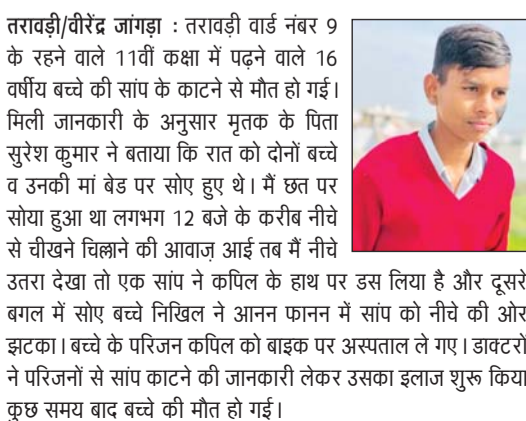 तरावड़ी/वीरेंद्र जांगड़ा : तरावड़ी वार्ड नंबर 9
के रहने वाले 11वीं कक्षा में पढ़ने वाले 16
वर्षीय बच्चे की सांप के काटने से मौत हो गई।
मिली जानकारी के अनुसार मृतक के पिता
सुरेश कुमार ने बताया कि रात को दोनों बच्चे
व उनकी मां बेड पर सोए हुए थे। मैं छत पर
सोया हुआ था लगभग 12 बजे के करीब नीचे
से चीखने चिल्लाने की आवाज़ आई तब मैं नीचे
उतरा देखा तो एक सांप ने कपिल के हाथ पर डस लिया है और दूसरे
बगल में सोए बच्चे निखिल ने आनन फानन में सांप को नीचे की ओर
झटका। बच्चे के परिजन कपिल को बाइक पर अस्पताल ले गए। डाक्टरों
ने परिजनों से सांप काटने की जानकारी लेकर उसका इलाज शुरू किया
कुछ समय बाद बच्चे की मौत हो गई।